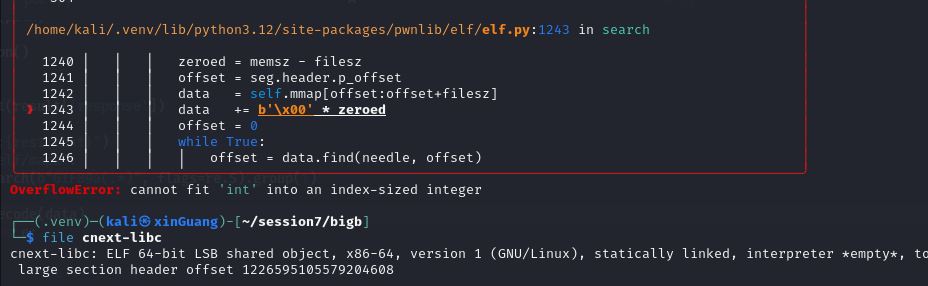 /home/kali/.venv/lib/python3.12/site-packages/pwnlib/elf/elf.py:1243 in search
1240 │ │ │ zeroed = memsz - filesz
1241 │ │ │ offset = seg.header.p_offset
1242 │ │ │ data = self.mmap[offset:offset+filesz]
❱ 1243 │ │ │ data += b'\x00' * zeroed
1244 │ │ │ offset = 0
1245 │ │ │ while True:
1246 │ │ │ │ offset = data.find(needle, offset)
OverflowError: cannot fit 'int' into an index-sized integer
┌──(.venv)─(kali㉿xinGuang)-[~/session7/bigb]
└─$ file cnext-libc
cnext-libc: ELF 64-bit LSB shared object, x86-64, version 1 (GNU/Linux), statically linked, interpreter *empty*, to
large section header offset 1226595105579204608